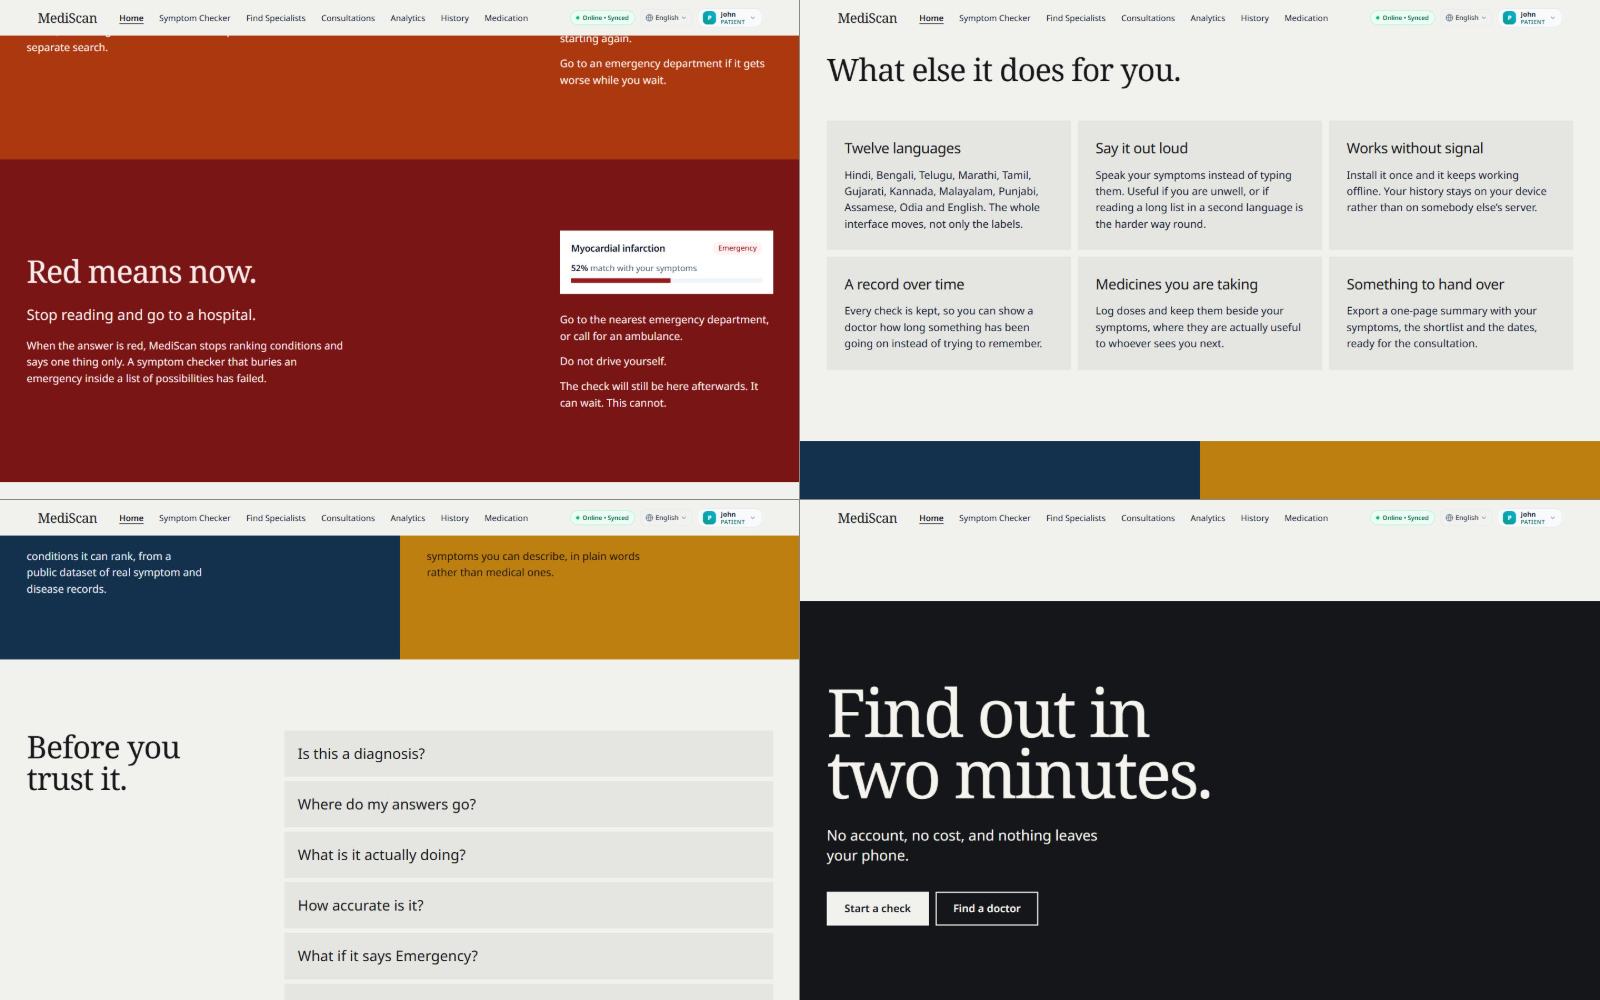 MediScan Home Symptom Checker Find Specialists Consultations Analytics History Medication Online • Synced English P John PATIENT
separate search.
starting again.
Go to an emergency department if it gets
worse while you wait.
Red means now.
Stop reading and go to a hospital.
When the answer is red, MediScan stops ranking conditions and
says one thing only. A symptom checker that buries an
emergency inside a list of possibilities has failed.
Myocardial infarction Emergency
52% match with your symptoms
Go to the nearest emergency department,
or call for an ambulance.
Do not drive yourself.
The check will still be here afterwards. It
can wait. This cannot.
MediScan Home Symptom Checker Find Specialists Consultations Analytics History Medication Online • Synced English P John PATIENT
What else it does for you.
Twelve languages
Hindi, Bengali, Telugu, Marathi, Tamil,
Gujarati, Kannada, Malayalam, Punjabi,
Assamese, Odia and English. The whole
interface moves, not only the labels.
Say it out loud
Speak your symptoms instead of typing
them. Useful if you are unwell, or if
reading a long list in a second language is
the harder way round.
Works without signal
Install it once and it keeps working
offline. Your history stays on your device
rather than on somebody else's server.
A record over time
Every check is kept, so you can show a
doctor how long something has been
going on instead of trying to remember.
Medicines you are taking
Log doses and keep them beside your
symptoms, where they are actually useful
to whoever sees you next.
Something to hand over
Export a one-page summary with your
symptoms, the shortlist and the dates,
ready for the consultation.
MediScan Home Symptom Checker Find Specialists Consultations Analytics History Medication Online • Synced English P John PATIENT
conditions it can rank, from a
public dataset of real symptom and
disease records.
symptoms you can describe, in plain words
rather than medical ones.
Before you
trust it.
Is this a diagnosis?
Where do my answers go?
What is it actually doing?
How accurate is it?
What if it says Emergency?
MediScan Home Symptom Checker Find Specialists Consultations Analytics History Medication Online • Synced English P John PATIENT
Find out in
two minutes.
No account, no cost, and nothing leaves
your phone.
Start a check Find a doctor